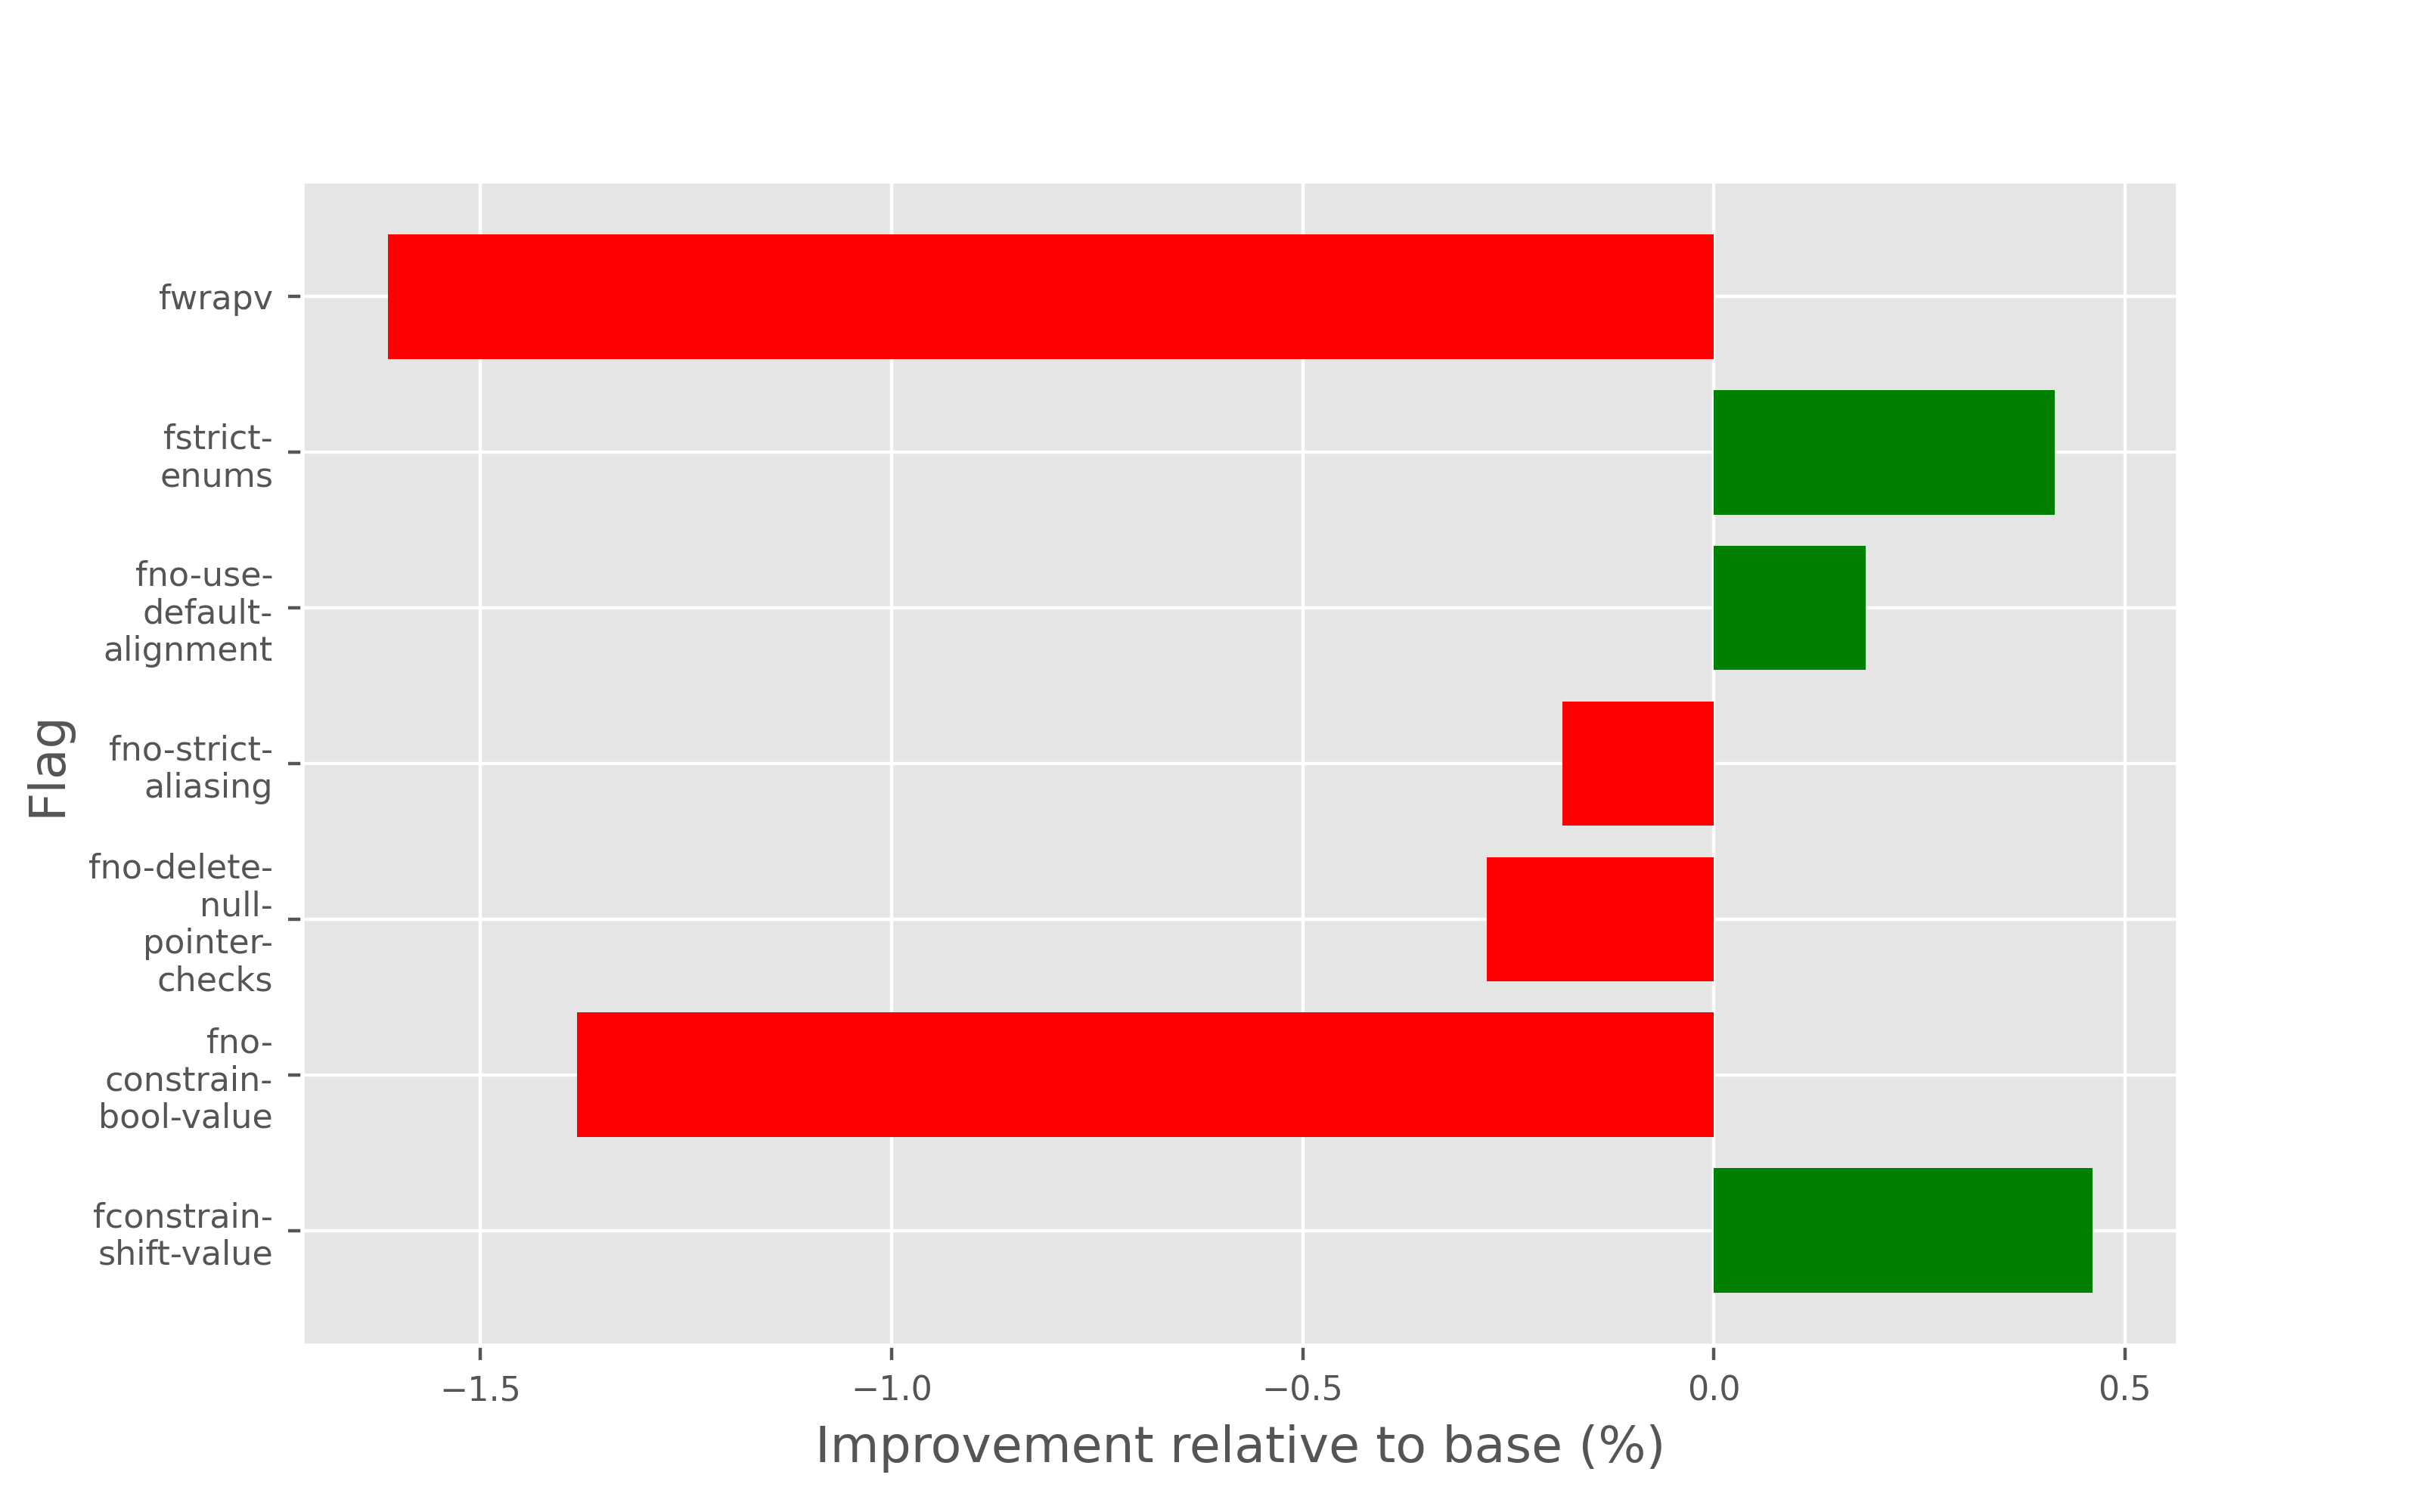 fwrapv
fstrict-
enums
fno-use-
default-
alignment
fno-strict-
aliasing
fno-delete-
null-
pointer-
checks
fno-
constrain-
bool-value
fconstrain-
shift-value
Flag
−1.5
−1.0
−0.5
0.0
0.5
Improvement relative to base (%)